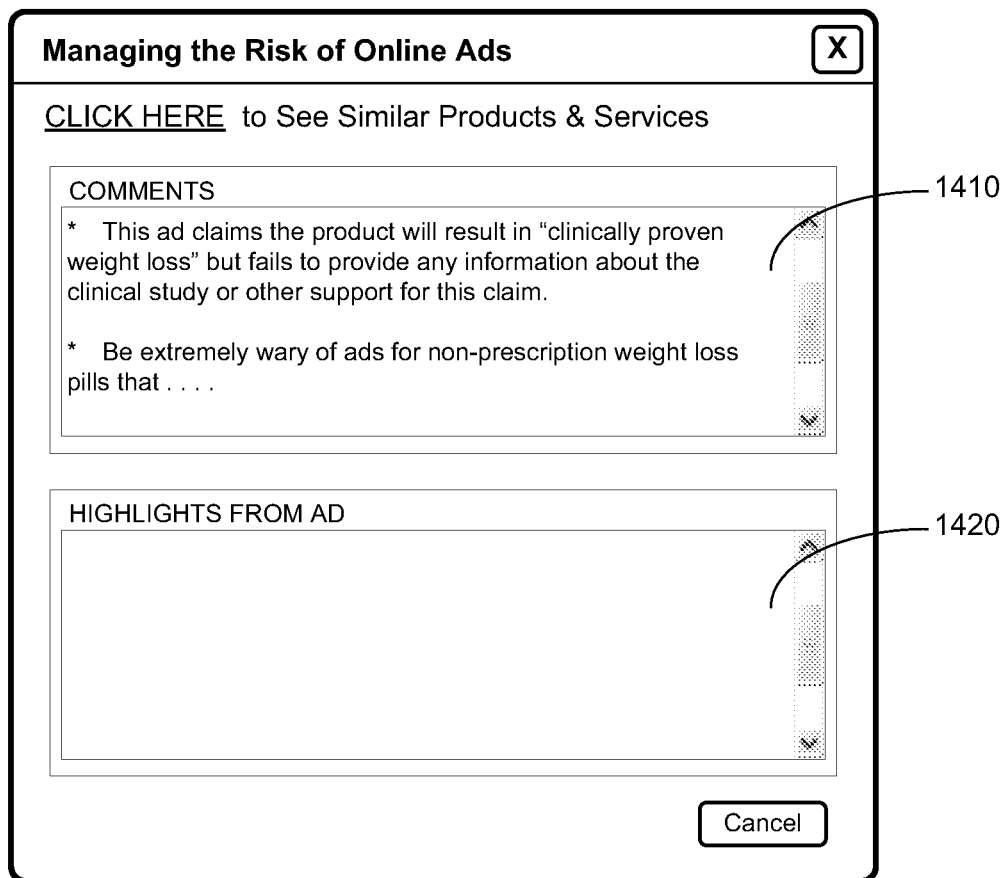 Managing the Risk of Online Ads
X
CLICK HERE to See Similar Products & Services
COMMENTS
1410
* This ad claims the product will result in “clinically proven
weight loss” but fails to provide any information about the
clinical study or other support for this claim.
* Be extremely wary of ads for non-prescription weight loss
pills that . . . .
HIGHLIGHTS FROM AD
1420
Cancel